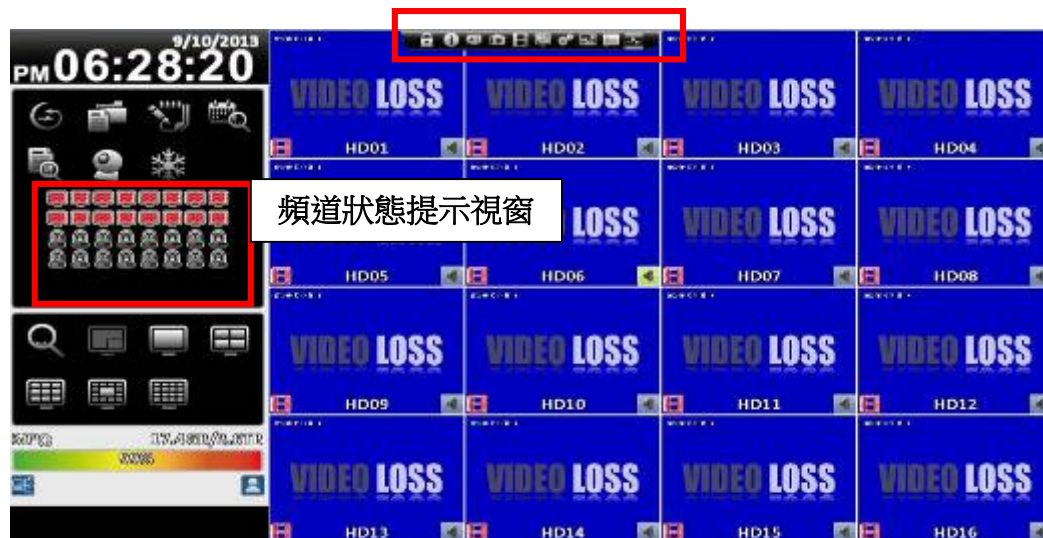 9/10/2013
PM 06:28:20
頻道狀態提示視窗
VIDEO LOSS VIDEO LOSS VIDEO LOSS VIDEO LOSS
HD01 HD02 HD03 HD04
LOSS VIDEO LOSS VIDEO LOSS
HD05 HD06 HD07 HD08
VIDEO LOSS VIDEO LOSS VIDEO LOSS VIDEO LOSS
HD09 HD10 HD11 HD12
VIDEO LOSS VIDEO LOSS VIDEO LOSS VIDEO LOSS
HD13 HD14 HD15 HD16